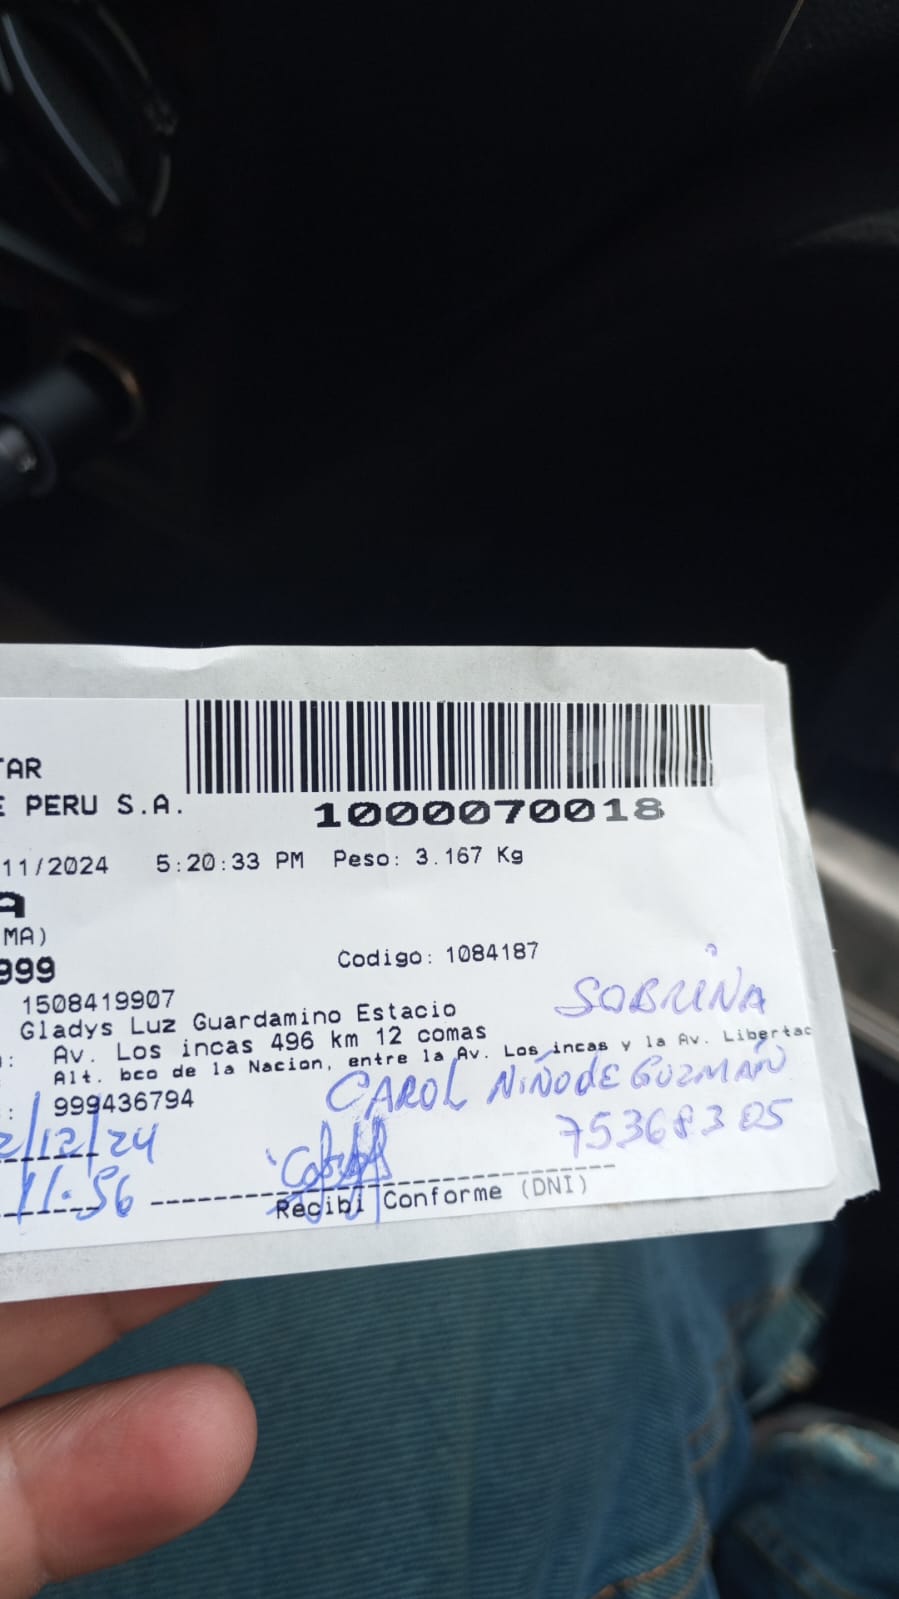 TAR
E PERU S.A.
1000070018
11/2024 5:20:33 PM Peso: 3.167 Kg
A
MA)
999
Codigo: 1084187
1508419907
SOBRINA
Gladys Luz Guardamino Estacio
: Av. Los incas 496 km 12 comas
Alt. bco de la Nacion, entre la Av. Los incas y la Av. Libertac
: 999436794
CAROL NIÑO DE GUZMÁN
2/12/24
75368305
11:56
Recibi Conforme (DNI)